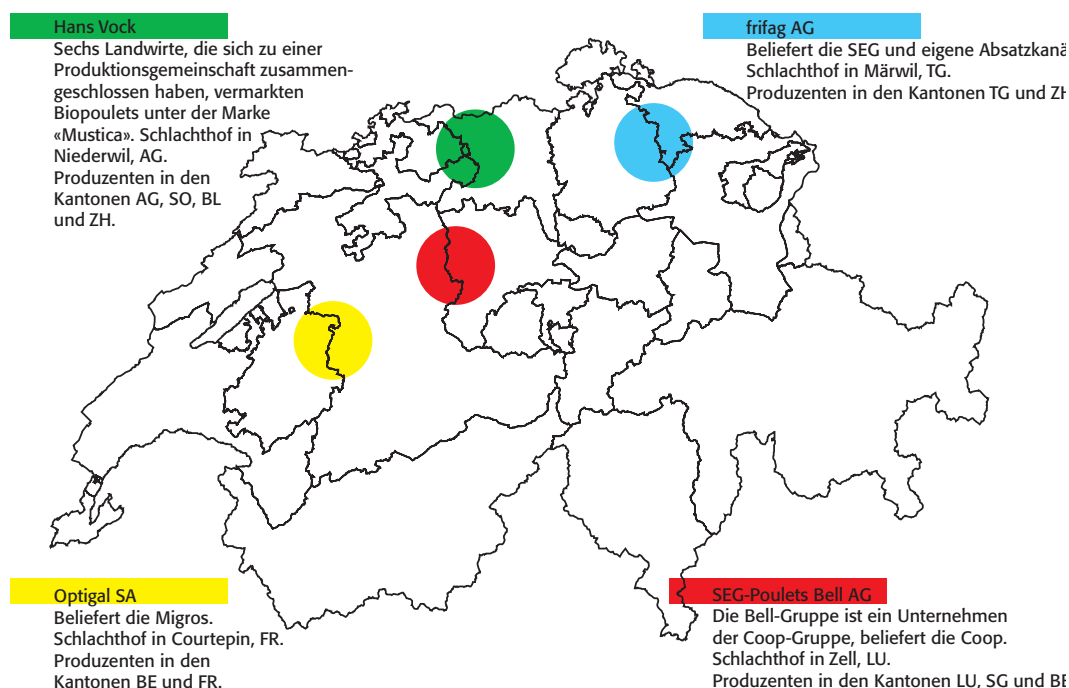 Hans Vock
Sechs Landwirte, die sich zu einer
Produktionsgemeinschaft zusammen-
geschlossen haben, vermarkten
Biopoulets unter der Marke
«Mustica». Schlachthof in
Niederwil, AG.
Produzenten in den
Kantonen AG, SO, BL
und ZH.
frifag AG
Beliefert die SEG und eigene Absatzkanä
Schlachthof in Märwil, TG.
Produzenten in den Kantonen TG und ZH
Optigal SA
Beliefert die Migros.
Schlachthof in Courtepin, FR.
Produzenten in den
Kantonen BE und FR.
SEG-Poulets Bell AG
Die Bell-Gruppe ist ein Unternehmen
der Coop-Gruppe, beliefert die Coop.
Schlachthof in Zell, LU.
Produzenten in den Kantonen LU, SG und BE